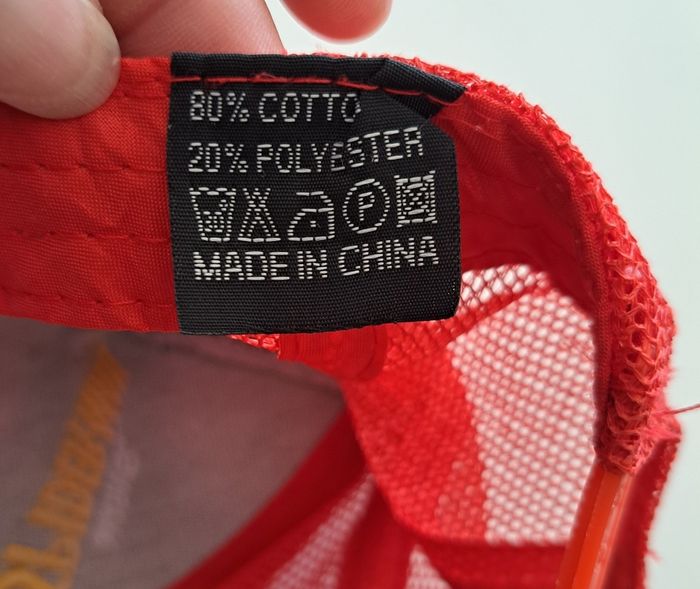 80% COTTO
20% POLYESTER
P
MADE IN CHINA